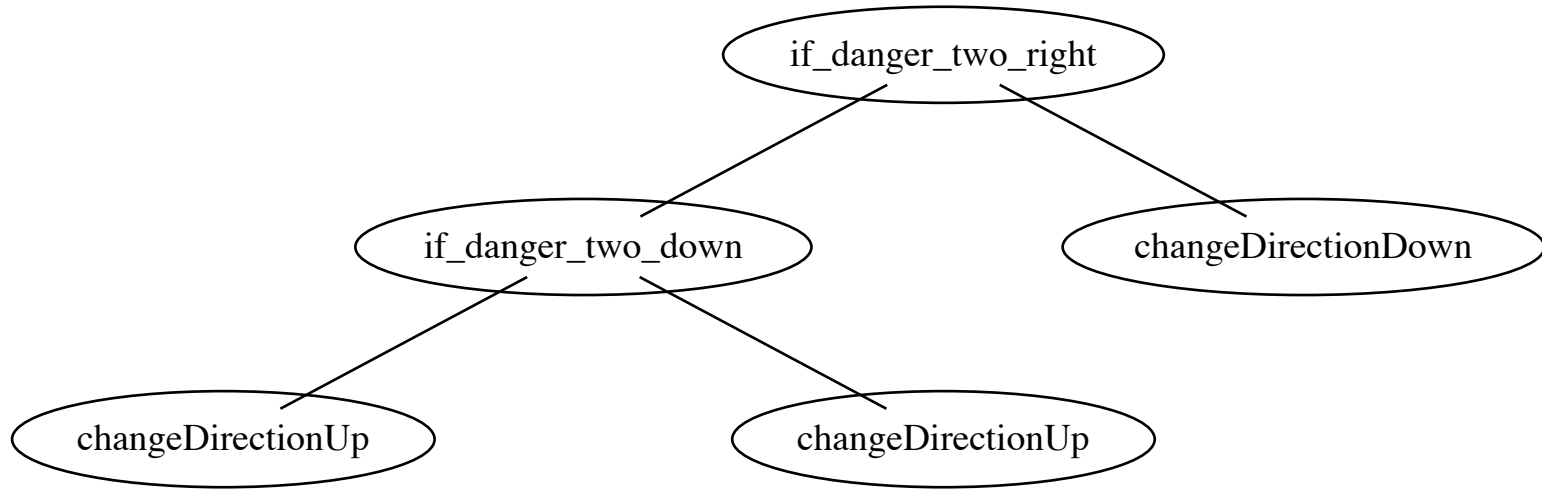 if_danger_two_right
if_danger_two_down
changeDirectionDown
changeDirectionUp
changeDirectionUp